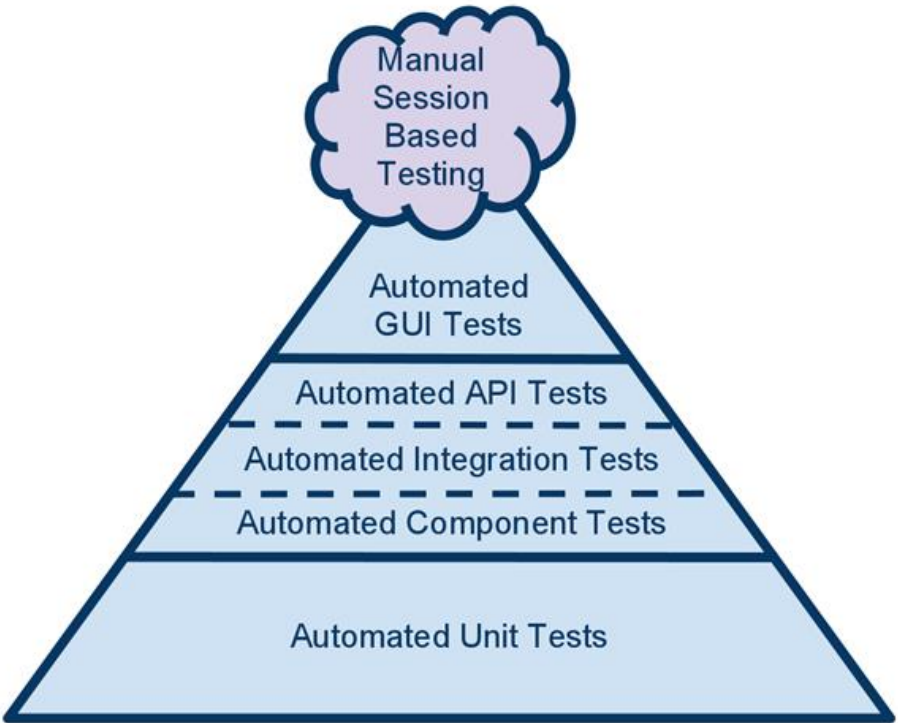 Manual
Session
Based
Testing
Automated
GUI Tests
Automated API Tests
Automated Integration Tests
Automated Component Tests
Automated Unit Tests